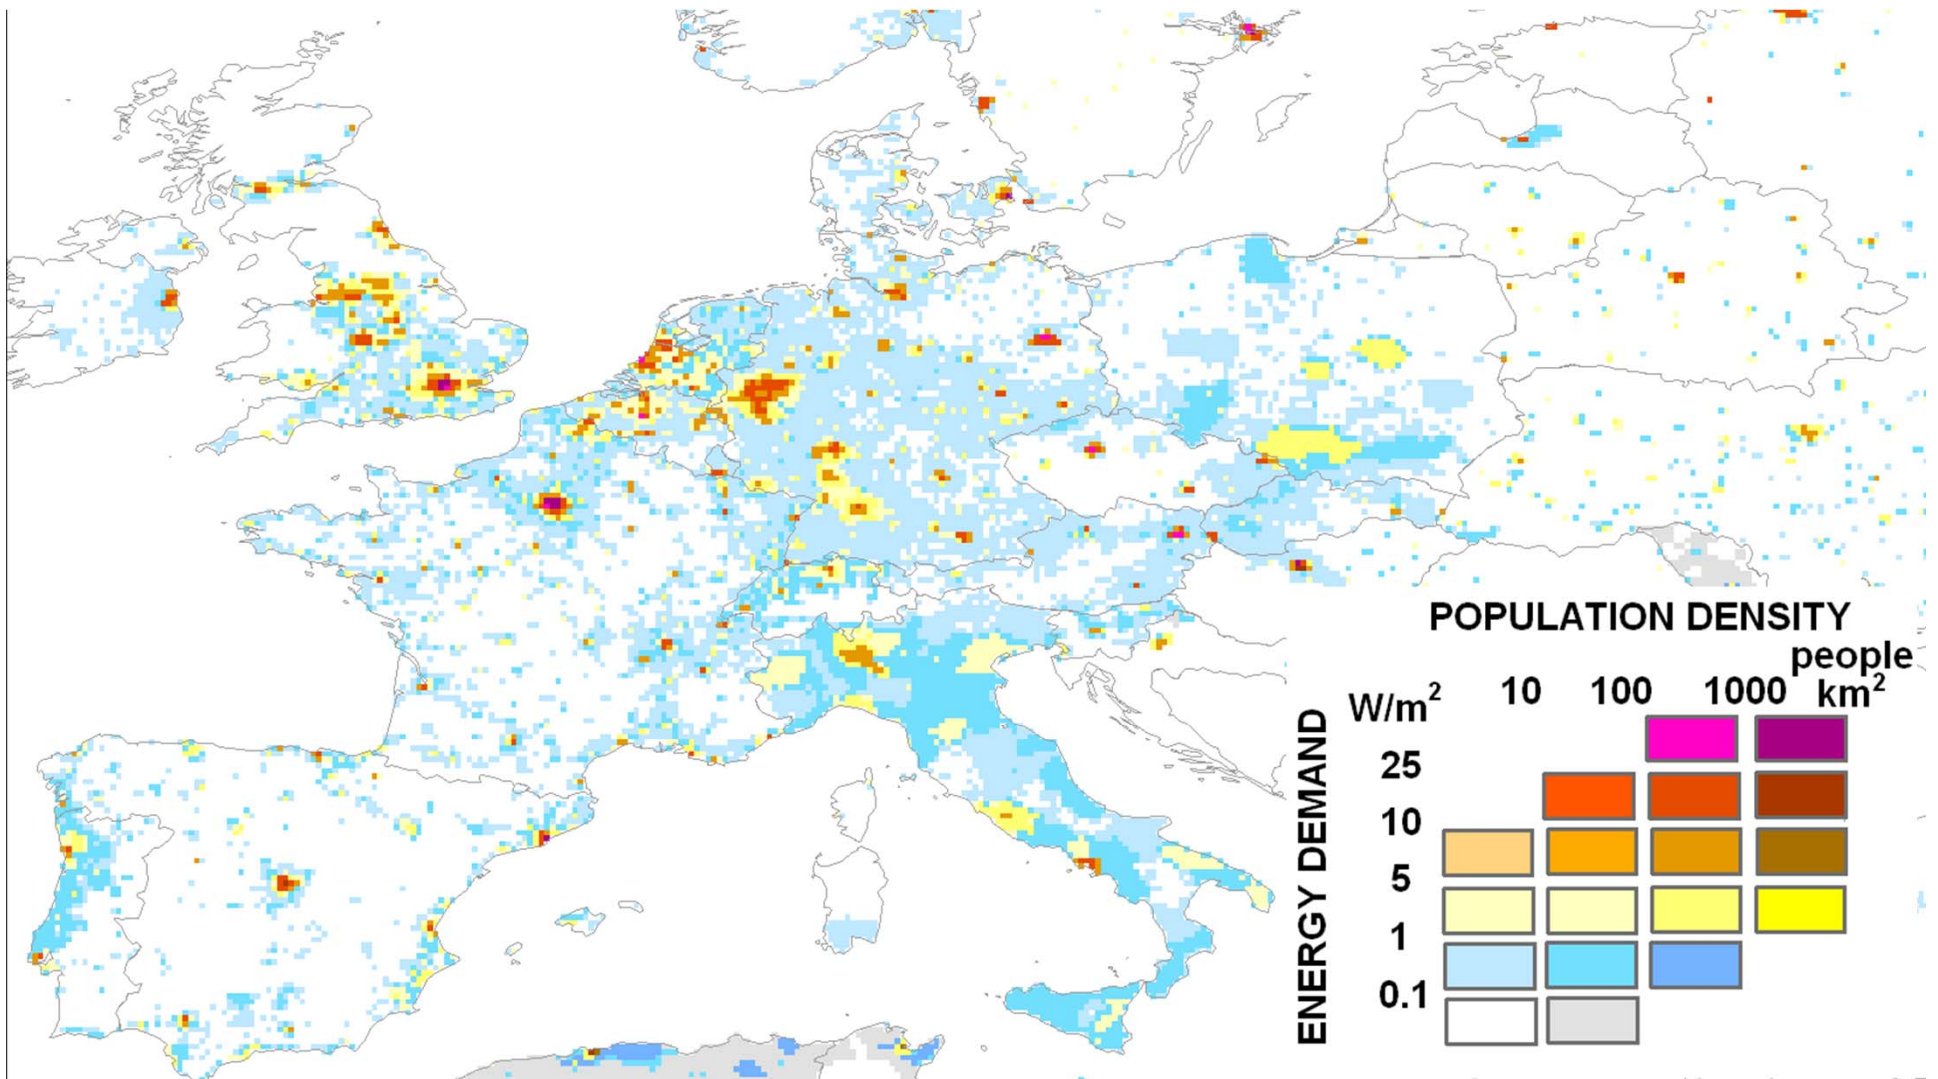 POPULATION DENSITY
people
W/m² 10 100 1000 km²
25
10
5
1
0.1
ENERGY DEMAND